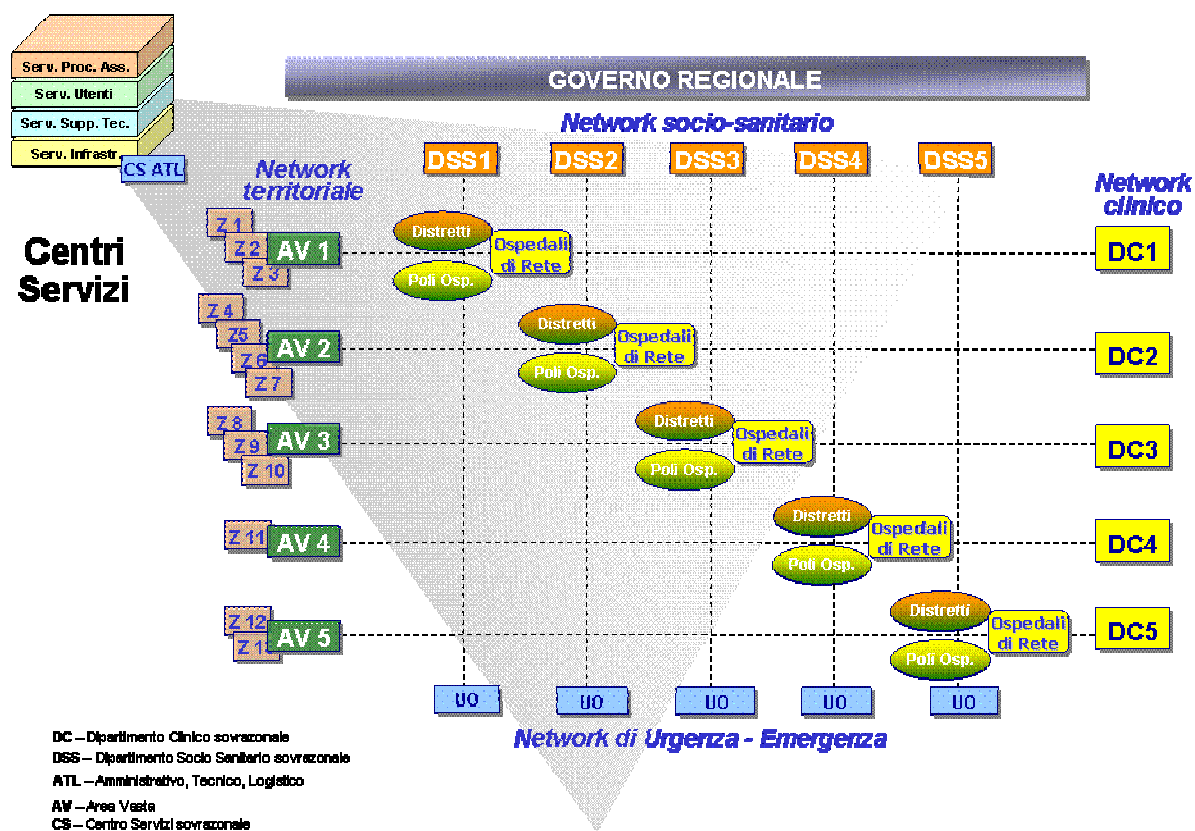 Serv. Proc. Ass.
Serv. Utenti
Serv. Supp. Tec.
Serv. Infrastr.
CS ATL
GOVERNO REGIONALE
Network socio-sanitario
DSS1 DSS2 DSS3 DSS4 DSS5
Network
territoriale
Network
clinico
Centri
Servizi
Z 1
Z 2
Z 3
AV 1
Distretti
Poli Osp.
Ospedali
di Rete
DC1
Z 4
Z5
Z 6
Z 7
AV 2
Distretti
Poli Osp.
Ospedali
di Rete
DC2
Z 8
Z 9
Z 10
AV 3
Distretti
Poli Osp.
Ospedali
di Rete
DC3
Z 11
AV 4
Distretti
Poli Osp.
Ospedali
di Rete
DC4
Z 12
AV 5
Distretti
Poli Osp.
Ospedali
di Rete
DC5
UO UO UO UO UO
Network di Urgenza - Emergenza
DC – Dipartimento Clinico sovrazonale
DSS – Dipartimento Socio Sanitario sovrazonale
ATL – Amministrativo, Tecnico, Logistico
AV – Area Vasta
CS – Centro Servizi sovrazonale